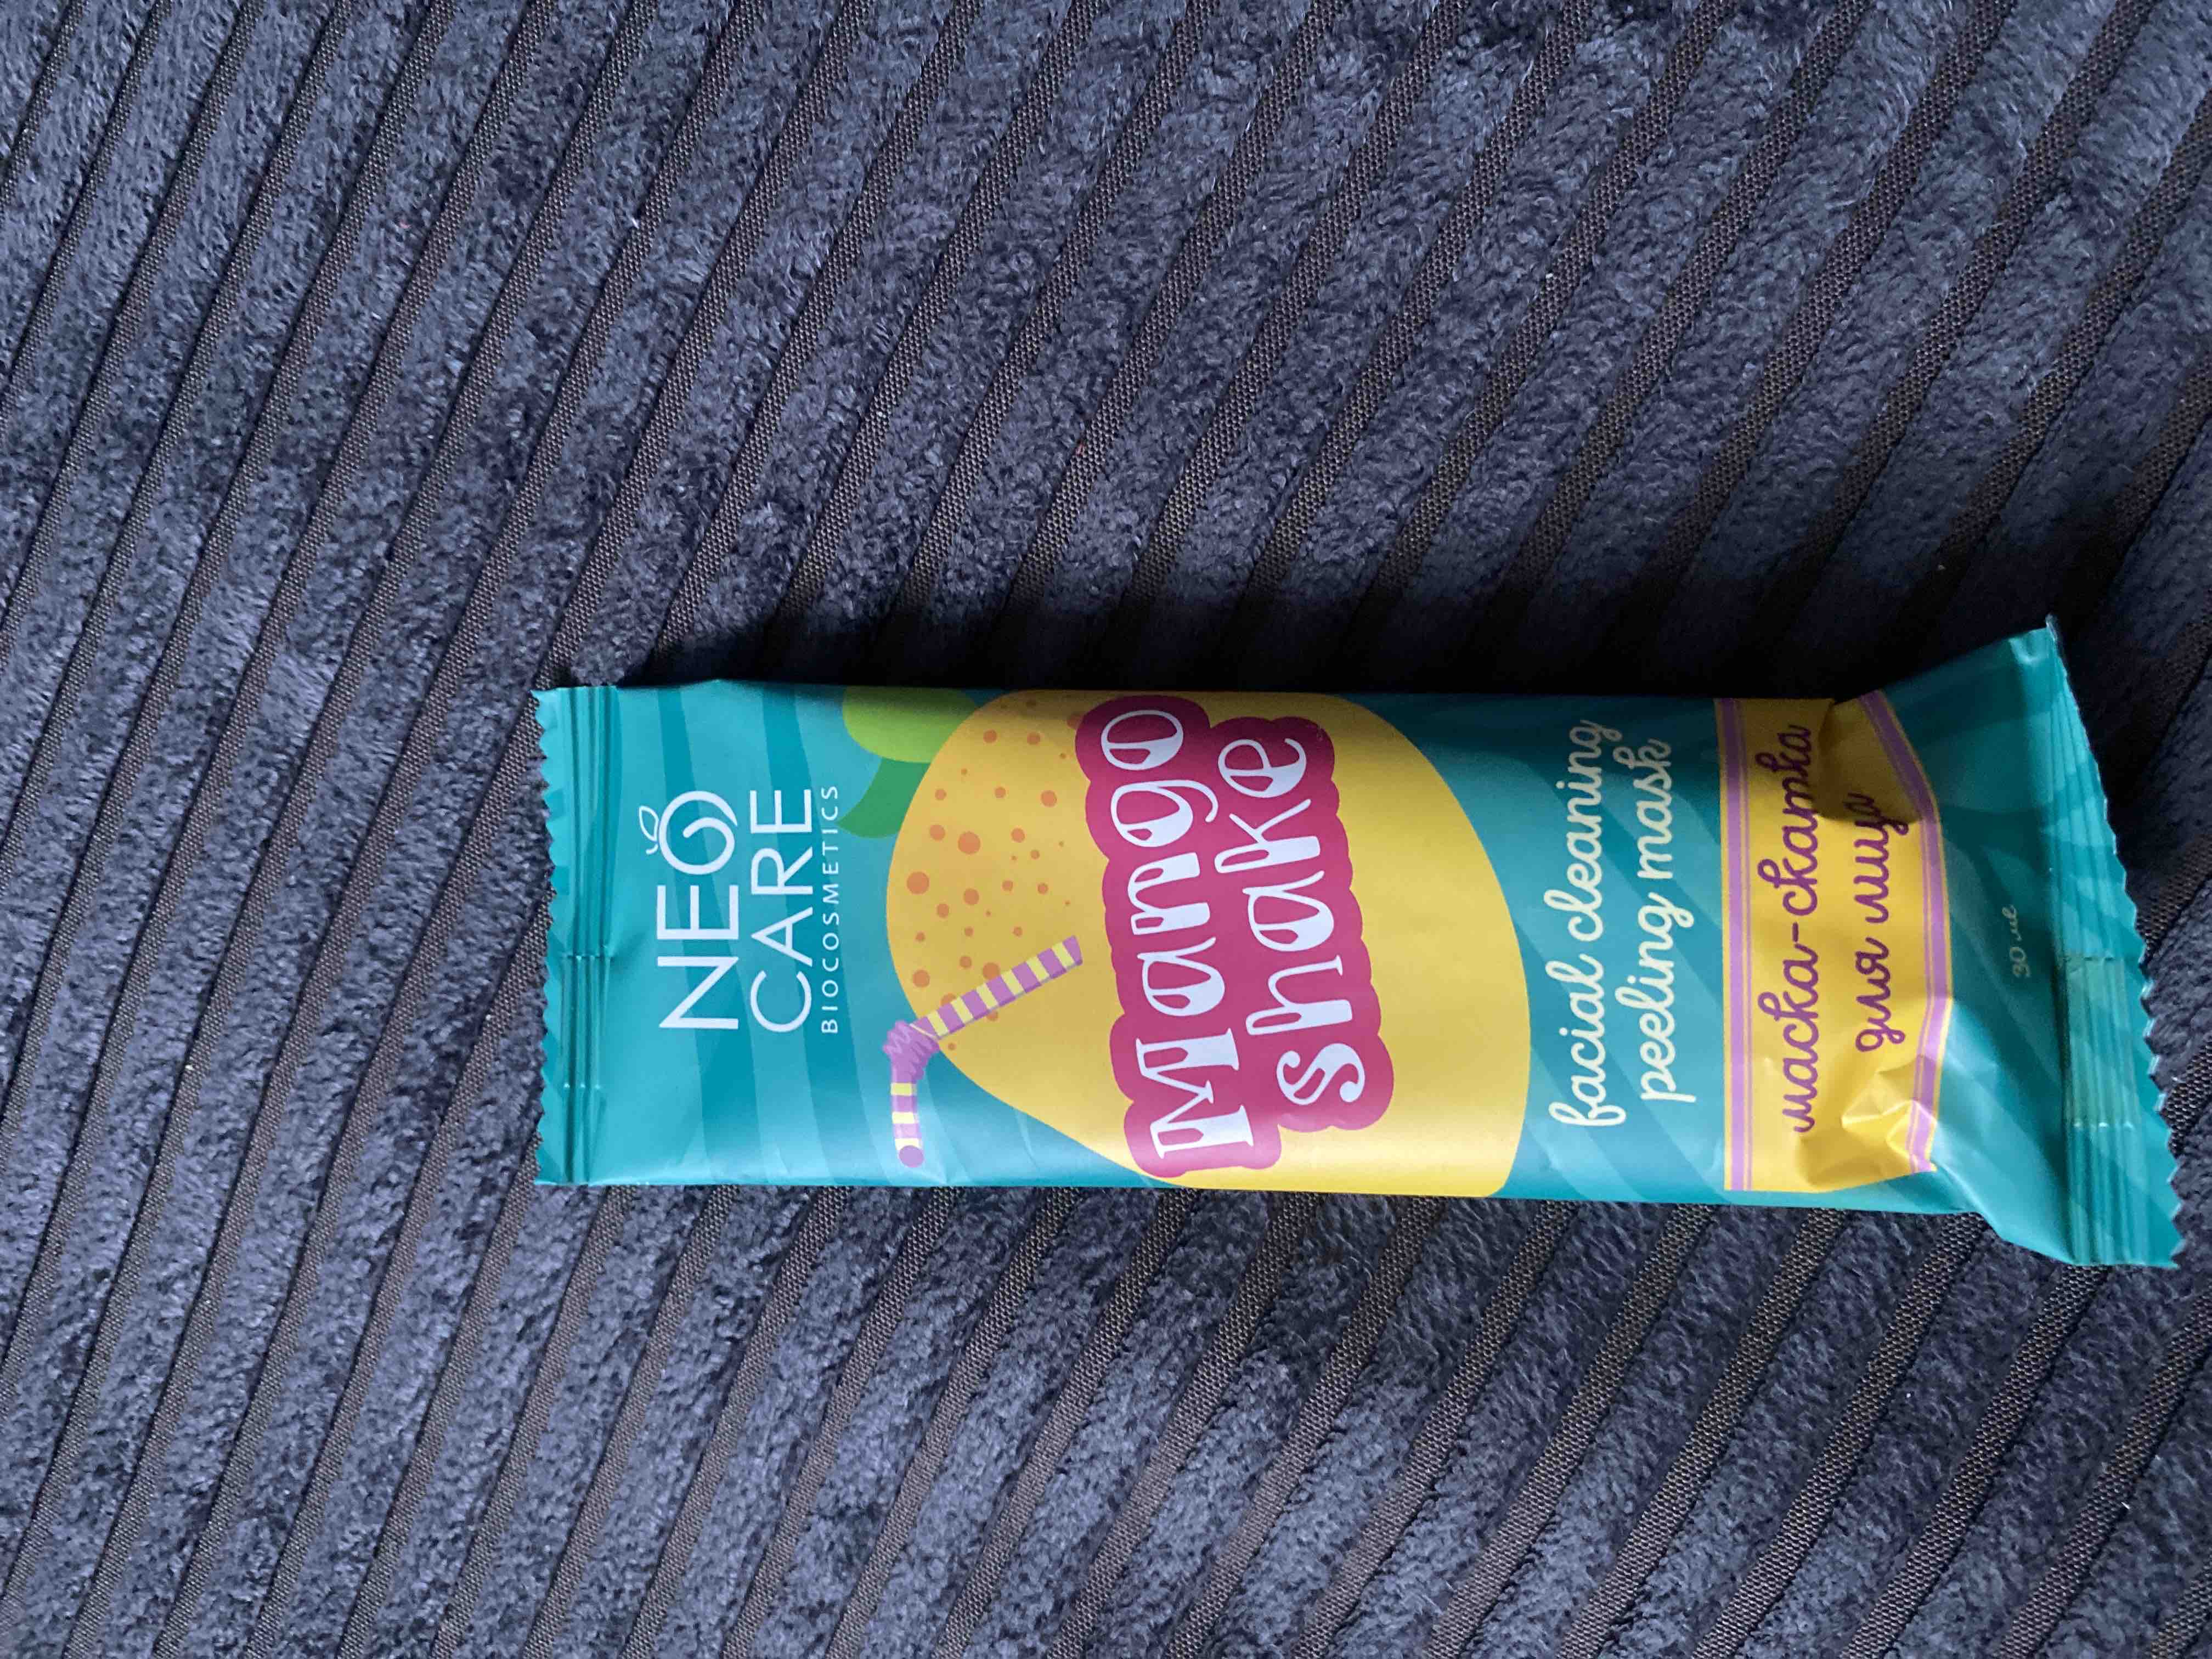 NEO
CARE
BIOCOSMETICS
Mango
shake
facial cleaning
peeling mask
маска-скатка
для лица
30 мл